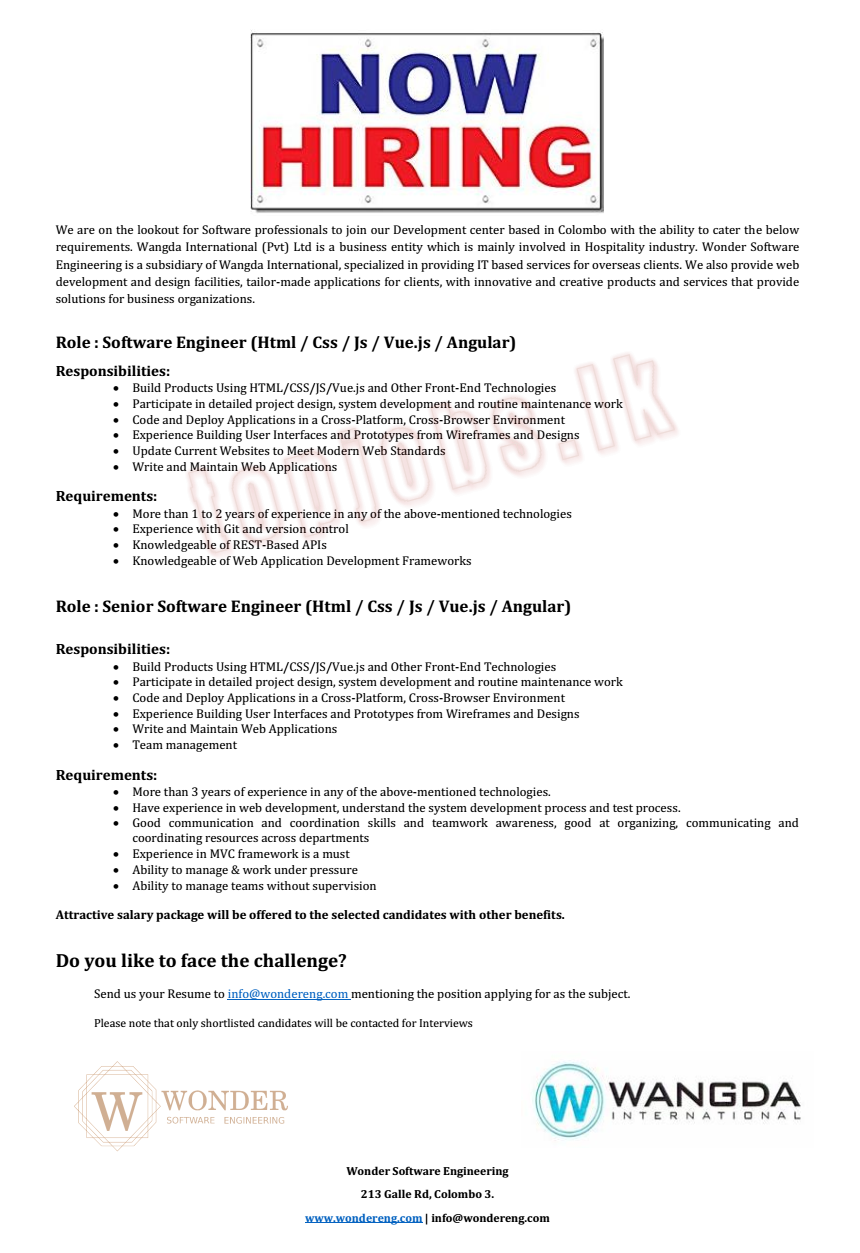 NOW
HIRING
We are on the lookout for Software professionals to join our Development center based in Colombo with the ability to cater the below
requirements. Wangda International (Pvt) Ltd is a business entity which is mainly involved in Hospitality industry. Wonder Software
Engineering is a subsidiary of Wangda International, specialized in providing IT based services for overseas clients. We also provide web
development and design facilities, tailor-made applications for clients, with innovative and creative products and services that provide
solutions for business organizations.
Role : Software Engineer (Html / Css / Js / Vue.js / Angular)
Responsibilities:
• Build Products Using HTML/CSS/JS/Vue.js and Other Front-End Technologies
• Participate in detailed project design, system development and routine maintenance work
• Code and Deploy Applications in a Cross-Platform, Cross-Browser Environment
• Experience Building User Interfaces and Prototypes from Wireframes and Designs
• Update Current Websites to Meet Modern Web Standards
• Write and Maintain Web Applications
topjobs.lk
Requirements:
• More than 1 to 2 years of experience in any of the above-mentioned technologies
• Experience with Git and version control
• Knowledgeable of REST-Based APIs
• Knowledgeable of Web Application Development Frameworks
Role : Senior Software Engineer (Html / Css / Js / Vue.js / Angular)
Responsibilities:
• Build Products Using HTML/CSS/JS/Vue.js and Other Front-End Technologies
• Participate in detailed project design, system development and routine maintenance work
• Code and Deploy Applications in a Cross-Platform, Cross-Browser Environment
• Experience Building User Interfaces and Prototypes from Wireframes and Designs
• Write and Maintain Web Applications
• Team management
Requirements:
• More than 3 years of experience in any of the above-mentioned technologies.
• Have experience in web development, understand the system development process and test process.
• Good communication and coordination skills and teamwork awareness, good at organizing, communicating and
coordinating resources across departments
• Experience in MVC framework is a must
• Ability to manage & work under pressure
• Ability to manage teams without supervision
Attractive salary package will be offered to the selected candidates with other benefits.
Do you like to face the challenge?
Send us your Resume to info@wondereng.com mentioning the position applying for as the subject.
Please note that only shortlisted candidates will be contacted for Interviews
W WONDER
SOFTWARE ENGINEERING
W WANGDA
INTERNATIONAL
Wonder Software Engineering
213 Galle Rd, Colombo 3.
www.wondereng.com | info@wondereng.com